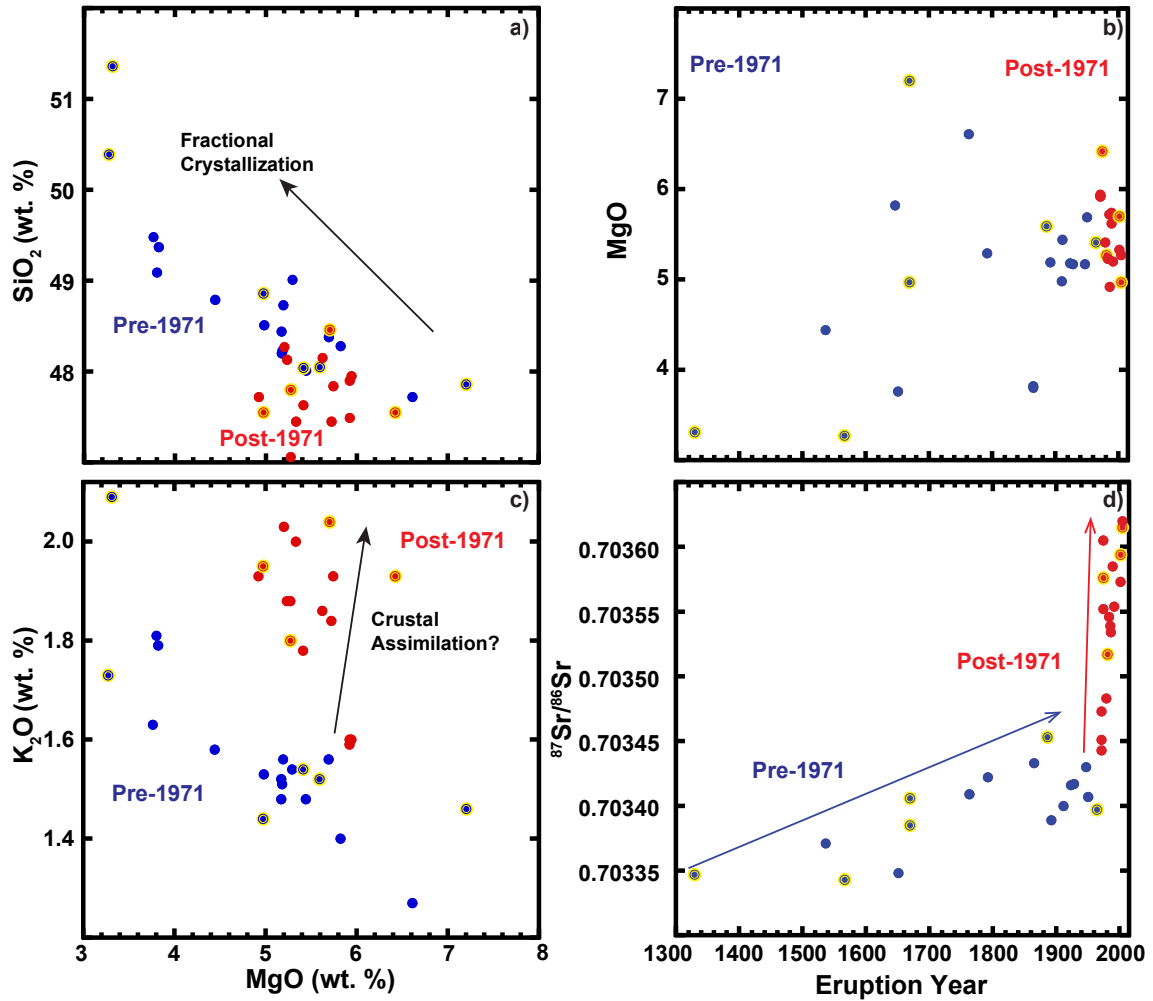 a)
51
50
49
48
SiO2 (wt. %)
Fractional
Crystallization
Pre-1971
Post-1971
b)
Pre-1971
Post-1971
7
6
5
4
MgO
c)
2.0
1.8
1.6
1.4
K2O (wt. %)
Post-1971
Crustal
Assimilation?
Pre-1971
3 4 5 6 7 8
MgO (wt. %)
d)
0.70360
0.70355
0.70350
0.70345
0.70340
0.70335
87Sr/86Sr
Post-1971
Pre-1971
1300 1400 1500 1600 1700 1800 1900 2000
Eruption Year